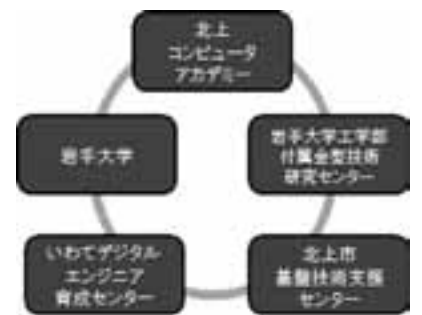 北上
コンピュータ
アカデミー
岩手大学
岩手大学工学部
付属金型技術
研究センター
いわてデジタル
エンジニア
育成センター
北上市
基盤技術支援
センター